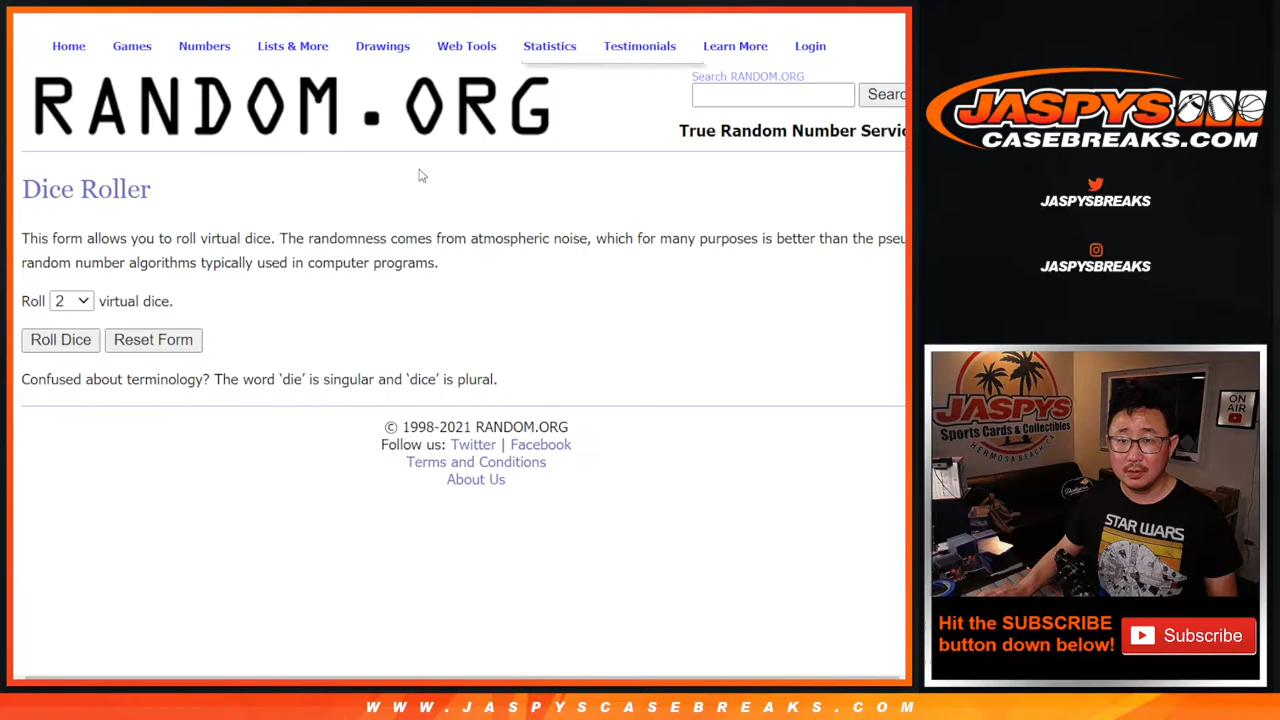 Home Games Numbers Lists & More Drawings Web Tools Statistics Testimonials Learn More Login
RANDOM.ORG
Search RANDOM.ORG
Searc
True Random Number Servic
Dice Roller
This form allows you to roll virtual dice. The randomness comes from atmospheric noise, which for many purposes is better than the pseu
random number algorithms typically used in computer programs.
Roll 2 virtual dice.
Roll Dice Reset Form
Confused about terminology? The word ‘die’ is singular and ‘dice’ is plural.
© 1998-2021 RANDOM.ORG
Follow us: Twitter | Facebook
Terms and Conditions
About Us
JASPYS
CASEBREAKS.COM
JASPYSBREAKS
JASPYSBREAKS
JASPYS
Sports Cards & Collectibles
HERMOSA BEACH, CA
ON AIR
STAR WARS
Hit the SUBSCRIBE
button down below!
Subscribe
WWW.JASPYSCASEBREAKS.COM